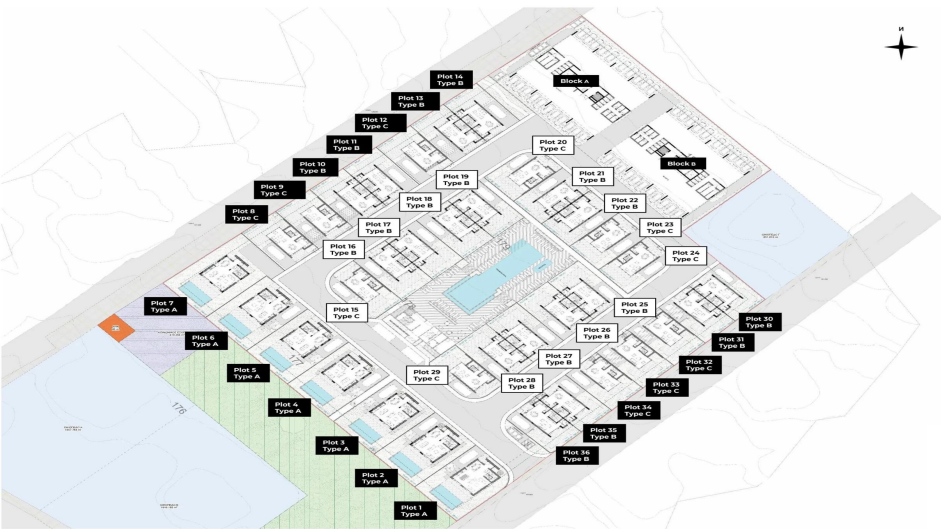 N
Plot 14
Type B
Plot 13
Type B
Plot 12
Type C
Plot 11
Type B
Plot 10
Type B
Plot 9
Type C
Plot 8
Type C
Block A
Block B
Plot 20
Type C
Plot 21
Type B
Plot 22
Type B
Plot 23
Type C
Plot 24
Type C
Plot 19
Type B
Plot 18
Type B
Plot 17
Type B
Plot 16
Type B
Plot 15
Type C
Plot 7
Type A
Plot 6
Type A
Plot 5
Type A
Plot 4
Type A
Plot 3
Type A
Plot 2
Type A
Plot 1
Type A
Plot 25
Type B
Plot 26
Type B
Plot 27
Type B
Plot 28
Type B
Plot 29
Type C
Plot 30
Type B
Plot 31
Type B
Plot 32
Type C
Plot 33
Type C
Plot 34
Type C
Plot 35
Type B
Plot 36
Type B
176